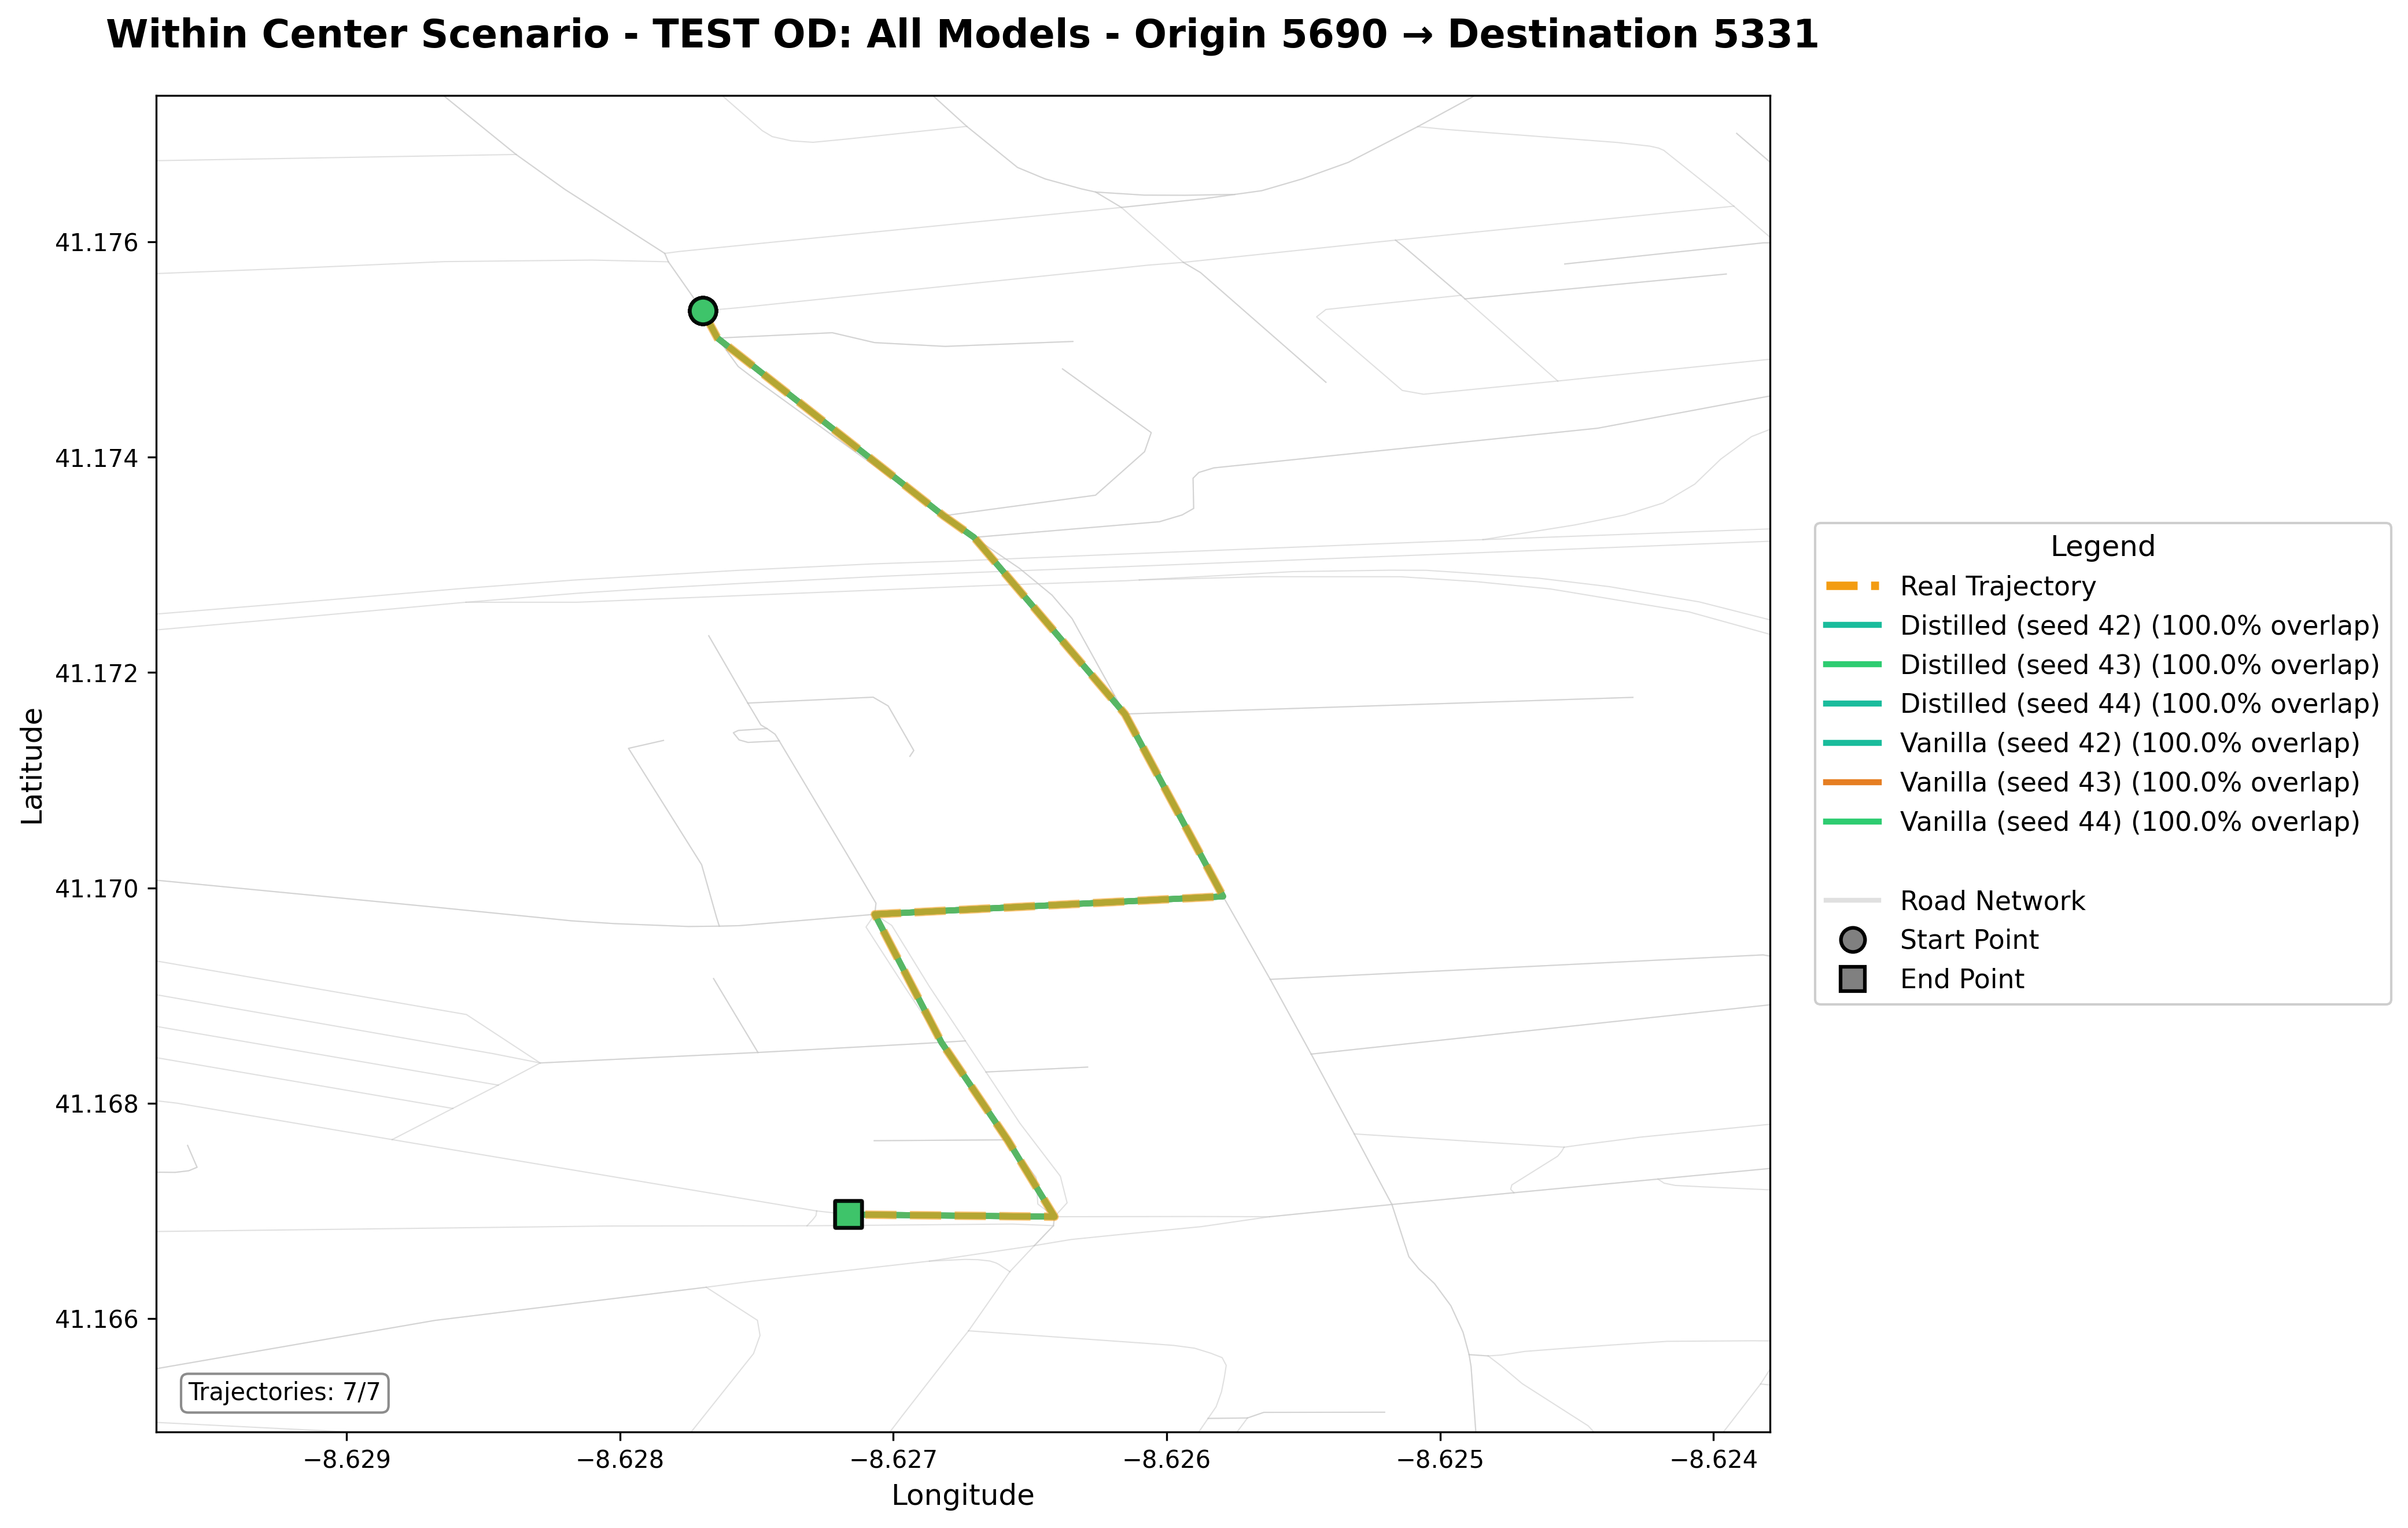 Within Center Scenario - TEST OD: All Models - Origin 5690 → Destination 5331
41.176
41.174
41.172
41.170
41.168
41.166
Latitude
Trajectories: 7/7
−8.629
−8.628
−8.627
−8.626
−8.625
−8.624
Longitude
Legend
Real Trajectory
Distilled (seed 42) (100.0% overlap)
Distilled (seed 43) (100.0% overlap)
Distilled (seed 44) (100.0% overlap)
Vanilla (seed 42) (100.0% overlap)
Vanilla (seed 43) (100.0% overlap)
Vanilla (seed 44) (100.0% overlap)
Road Network
Start Point
End Point